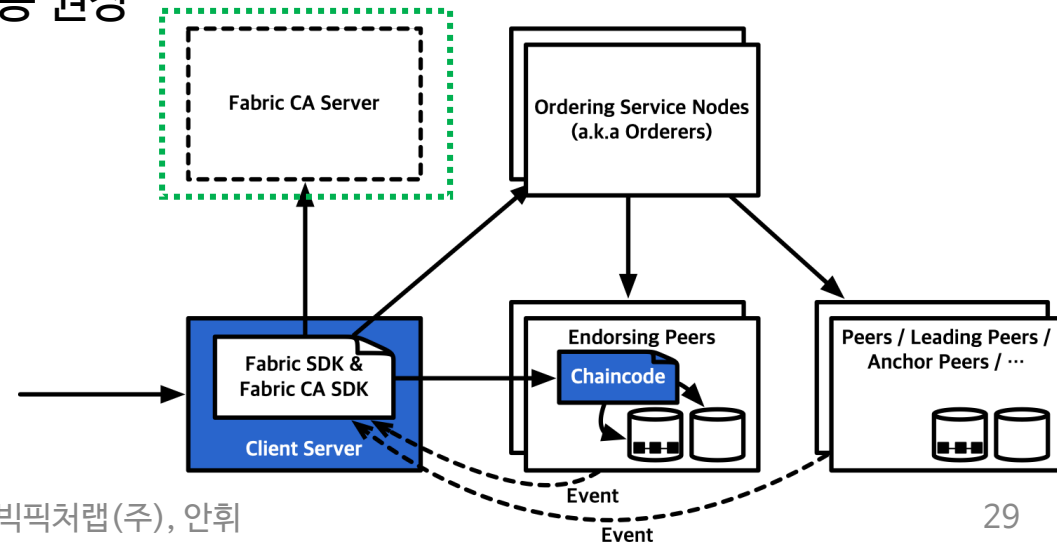 Fabric CA Server
Ordering Service Nodes
(a.k.a Orderers)
Fabric SDK &
Fabric CA SDK
Client Server
Endorsing Peers
Chaincode
Peers / Leading Peers /
Anchor Peers / ...
Event
Event
빅픽처랩(주), 안휘
29